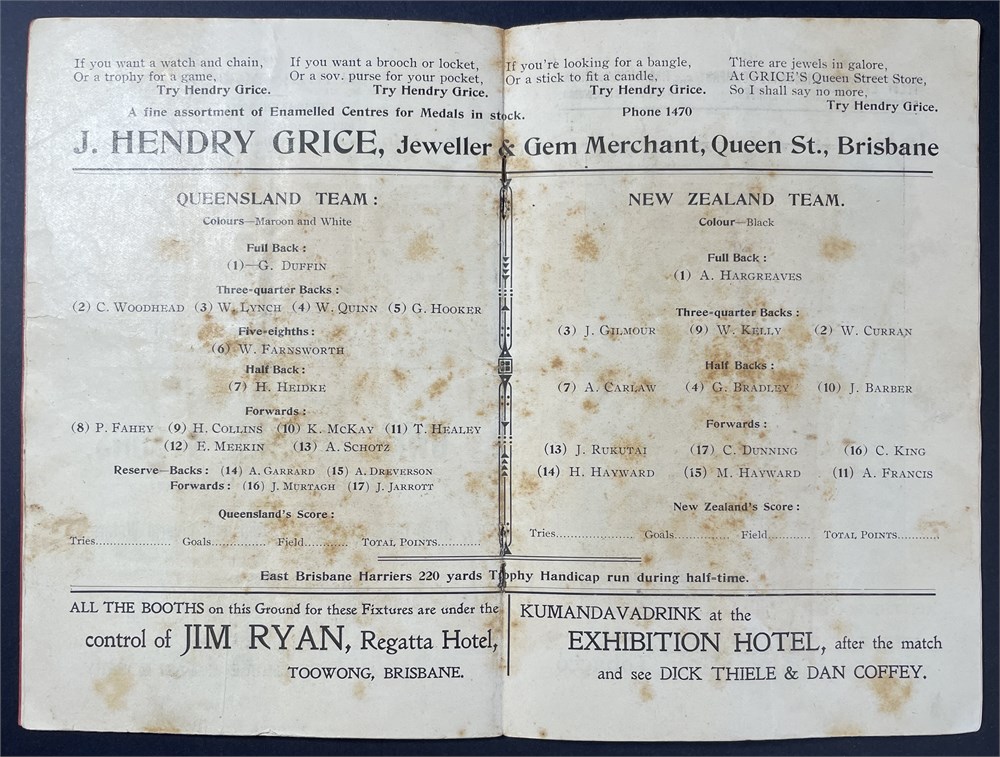 If you want a watch and chain,
Or a trophy for a game,
Try Hendry Grice.
If you want a brooch or locket,
Or a sov. purse for your pocket,
Try Hendry Grice.
If you're looking for a bangle,
Or a stick to fit a candle,
Try Hendry Grice.
There are jewels in galore,
At GRICE'S Queen Street Store,
So I shall say no more,
Try Hendry Grice.
A fine assortment of Enamelled Centres for Medals in stock. Phone 1470
J. HENDRY GRICE, Jeweller & Gem Merchant, Queen St., Brisbane
QUEENSLAND TEAM :
Colours—Maroon and White
Full Back :
(1)—G. DUFFIN
Three-quarter Backs :
(2) C. WOODHEAD (3) W. LYNCH (4) W. QUINN (5) G. HOOKER
Five-eighths :
(6) W. FARNSWORTH
Half Back :
(7) H. HEIDKE
Forwards :
(8) P. FAHEY (9) H. COLLINS (10) K. MCKAY (11) T. HEALEY
(12) E. MEEKIN (13) A. SCHOTZ
Reserve—Backs : (14) A. GARRARD (15) A. DREVERSON
Forwards : (16) J. MURTAGH (17) J. JARROTT
Queensland's Score :
Tries..................... Goals.............. Field........... TOTAL POINTS...........
NEW ZEALAND TEAM.
Colour—Black
Full Back :
(1) A. HARGREAVES
Three-quarter Backs :
(3) J. GILMOUR (9) W. KELLY (2) W. CURRAN
Half Backs :
(7) A. CARLAW (4) G. BRADLEY (10) J. BARBER
Forwards :
(13) J. RUKUTAI (17) C. DUNNING (16) C. KING
(14) H. HAYWARD (15) M. HAYWARD (11) A. FRANCIS
New Zealand's Score :
Tries..................... Goals.............. Field........... TOTAL POINTS...........
East Brisbane Harriers 220 yards Trophy Handicap run during half-time.
ALL THE BOOTHS on this Ground for these Fixtures are under the
control of JIM RYAN, Regatta Hotel,
TOOWONG, BRISBANE.
KUMANDAVADRINK at the
EXHIBITION HOTEL, after the match
and see DICK THIELE & DAN COFFEY.